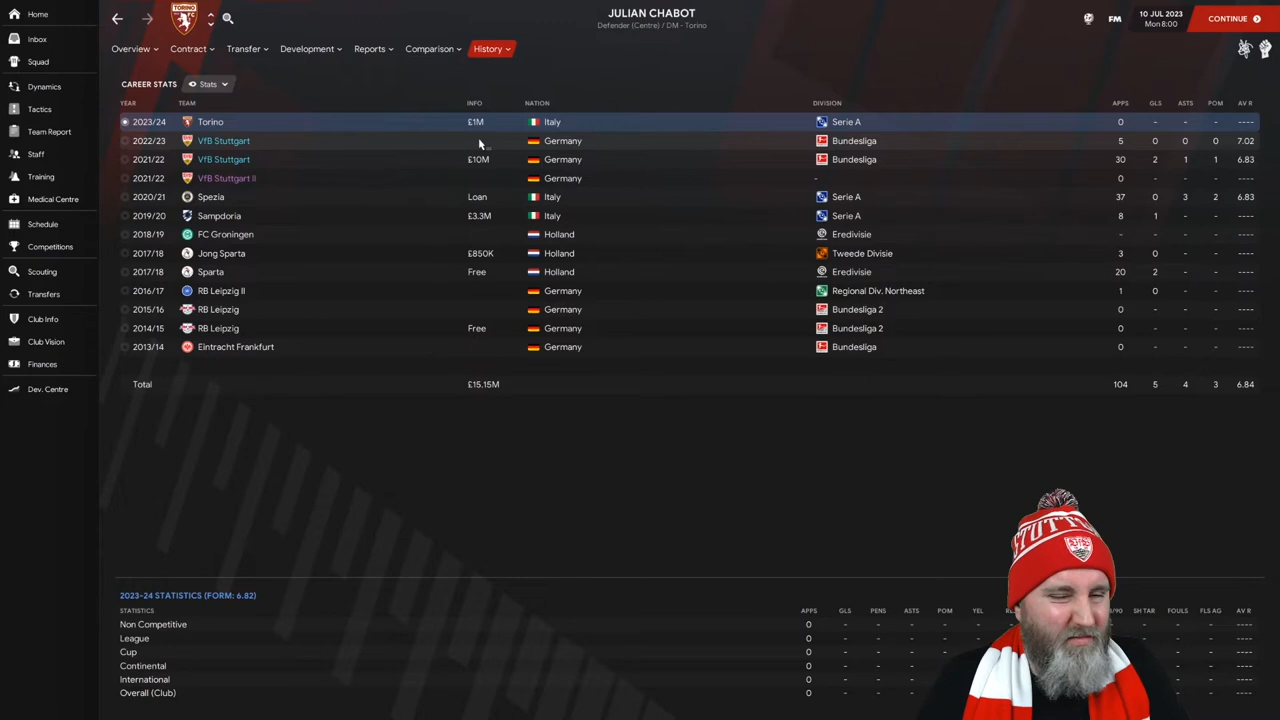 JULIAN CHABOT
Defender (Centre) / DM - Torino
10 JUL 2023
Mon 8:00
CONTINUE
FM
TORINO FC
Home
Inbox
Squad
Dynamics
Tactics
Team Report
Staff
Training
Medical Centre
Schedule
Competitions
Scouting
Transfers
Club Info
Club Vision
Finances
Dev. Centre
Overview Contract Transfer Development Reports Comparison History
CAREER STATS Stats
YEAR TEAM INFO NATION DIVISION APPS GLS ASTS POM AV R
2023/24 Torino £1M Italy Serie A 0 - - - ----
2022/23 VfB Stuttgart Germany Bundesliga 5 0 0 0 7.02
2021/22 VfB Stuttgart £10M Germany Bundesliga 30 2 1 1 6.83
2021/22 VfB Stuttgart II Germany - 0 - - - ----
2020/21 Spezia Loan Italy Serie A 37 0 3 2 6.83
2019/20 Sampdoria £3.3M Italy Serie A 8 1 - - ----
2018/19 FC Groningen Holland Eredivisie - - - - ----
2017/18 Jong Sparta £850K Holland Tweede Divisie 3 0 - - ----
2017/18 Sparta Free Holland Eredivisie 20 2 - - ----
2016/17 RB Leipzig II Germany Regional Div. Northeast 1 0 - - ----
2015/16 RB Leipzig Germany Bundesliga 2 0 - - - ----
2014/15 RB Leipzig Free Germany Bundesliga 2 0 - - - ----
2013/14 Eintracht Frankfurt Germany Bundesliga 0 - - - ----
Total £15.15M 104 5 4 3 6.84
2023-24 STATISTICS (FORM: 6.82)
STATISTICS APPS GLS PENS ASTS POM YEL SH TAR FOULS FLS AG AV R
Non Competitive 0 - - - - - - - - ----
League 0 - - - - - - - - ----
Cup 0 - - - - - - - ----
Continental 0 - - - - - - - ----
International 0 - - - - - - ----
Overall (Club) 0 - - - - - - ----